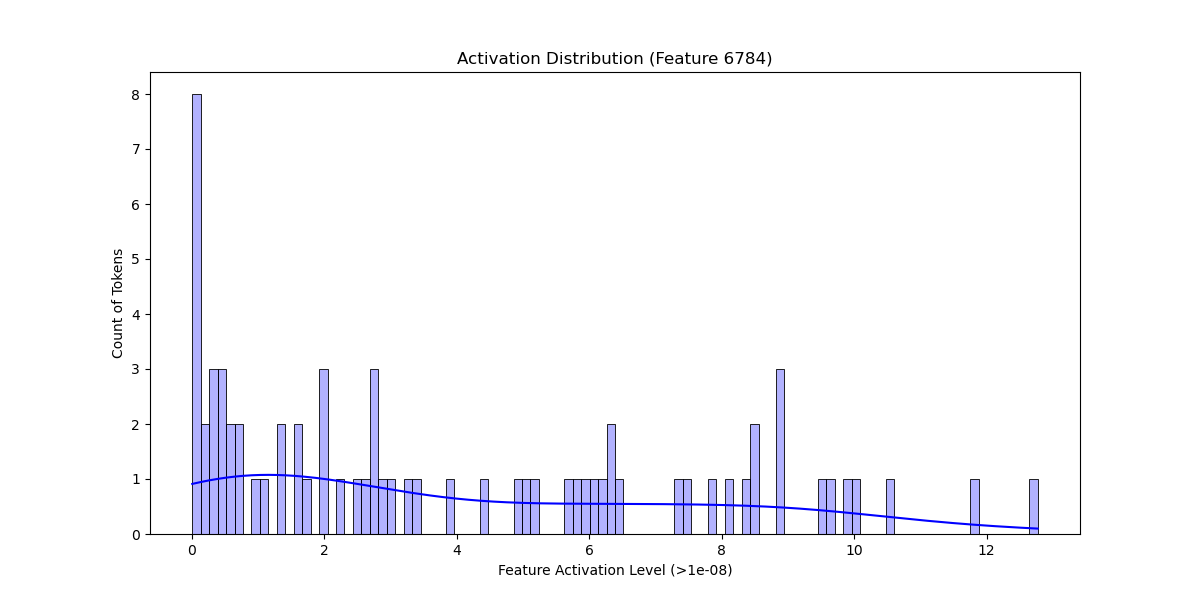 Activation Distribution (Feature 6784)
Count of Tokens
8
7
6
5
4
3
2
1
0
0 2 4 6 8 10 12
Feature Activation Level (>1e-08)